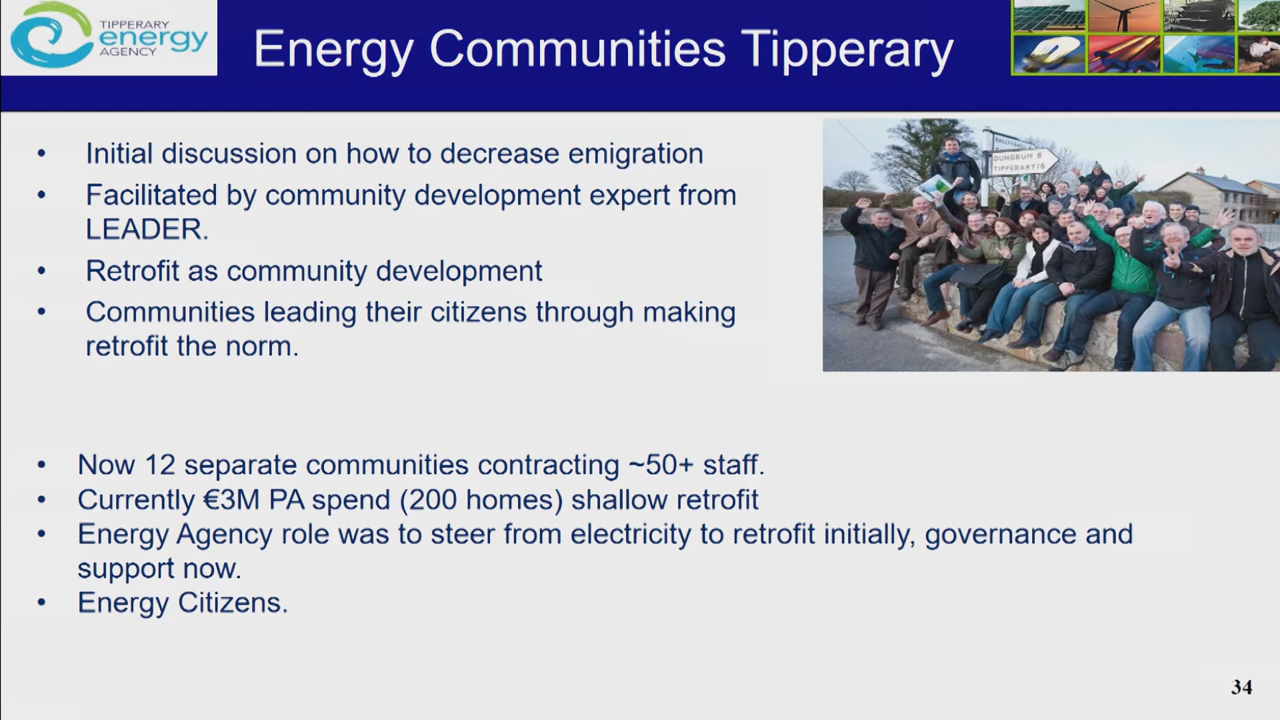 TIPPERARY
energy
AGENCY
Energy Communities Tipperary
• Initial discussion on how to decrease emigration
• Facilitated by community development expert from
LEADER.
• Retrofit as community development
• Communities leading their citizens through making
retrofit the norm.
DUNDRUM 8
TIPPERARY 16
• Now 12 separate communities contracting ~50+ staff.
• Currently €3M PA spend (200 homes) shallow retrofit
• Energy Agency role was to steer from electricity to retrofit initially, governance and
support now.
• Energy Citizens.
34